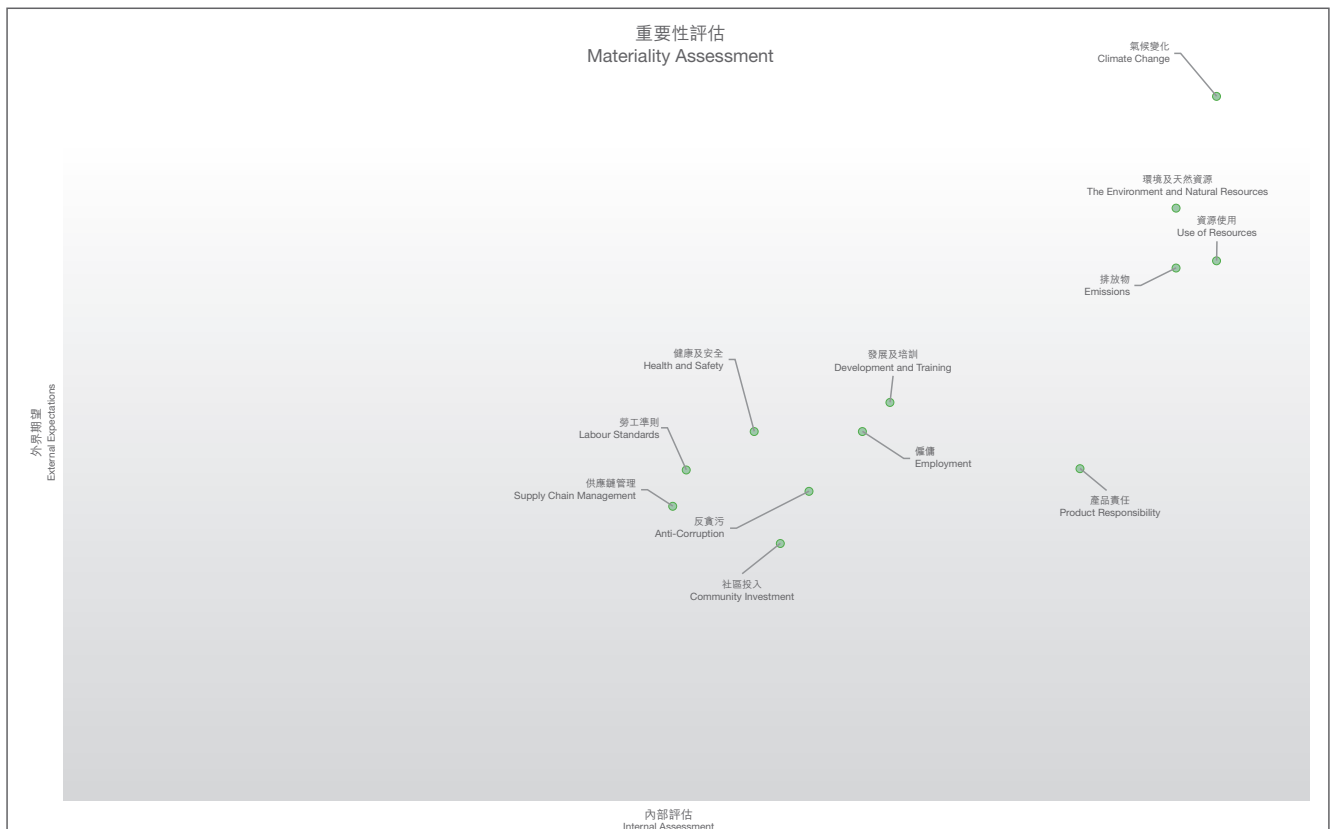 重要性評估
Materiality Assessment
氣候變化
Climate Change
環境及天然資源
The Environment and Natural Resources
資源使用
Use of Resources
排放物
Emissions
健康及安全
Health and Safety
發展及培訓
Development and Training
勞工準則
Labour Standards
僱傭
Employment
供應鏈管理
Supply Chain Management
產品責任
Product Responsibility
反貪污
Anti-Corruption
社區投入
Community Investment
外界期望
External Expectations
內部評估
Internal Assessment